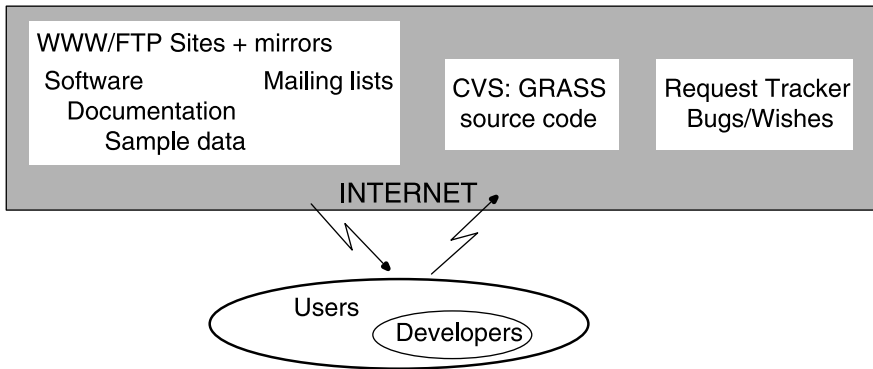 WWW/FTP Sites + mirrors
Software
Mailing lists
Documentation
Sample data
CVS: GRASS
source code
Request Tracker
Bugs/Wishes
INTERNET
Users
Developers